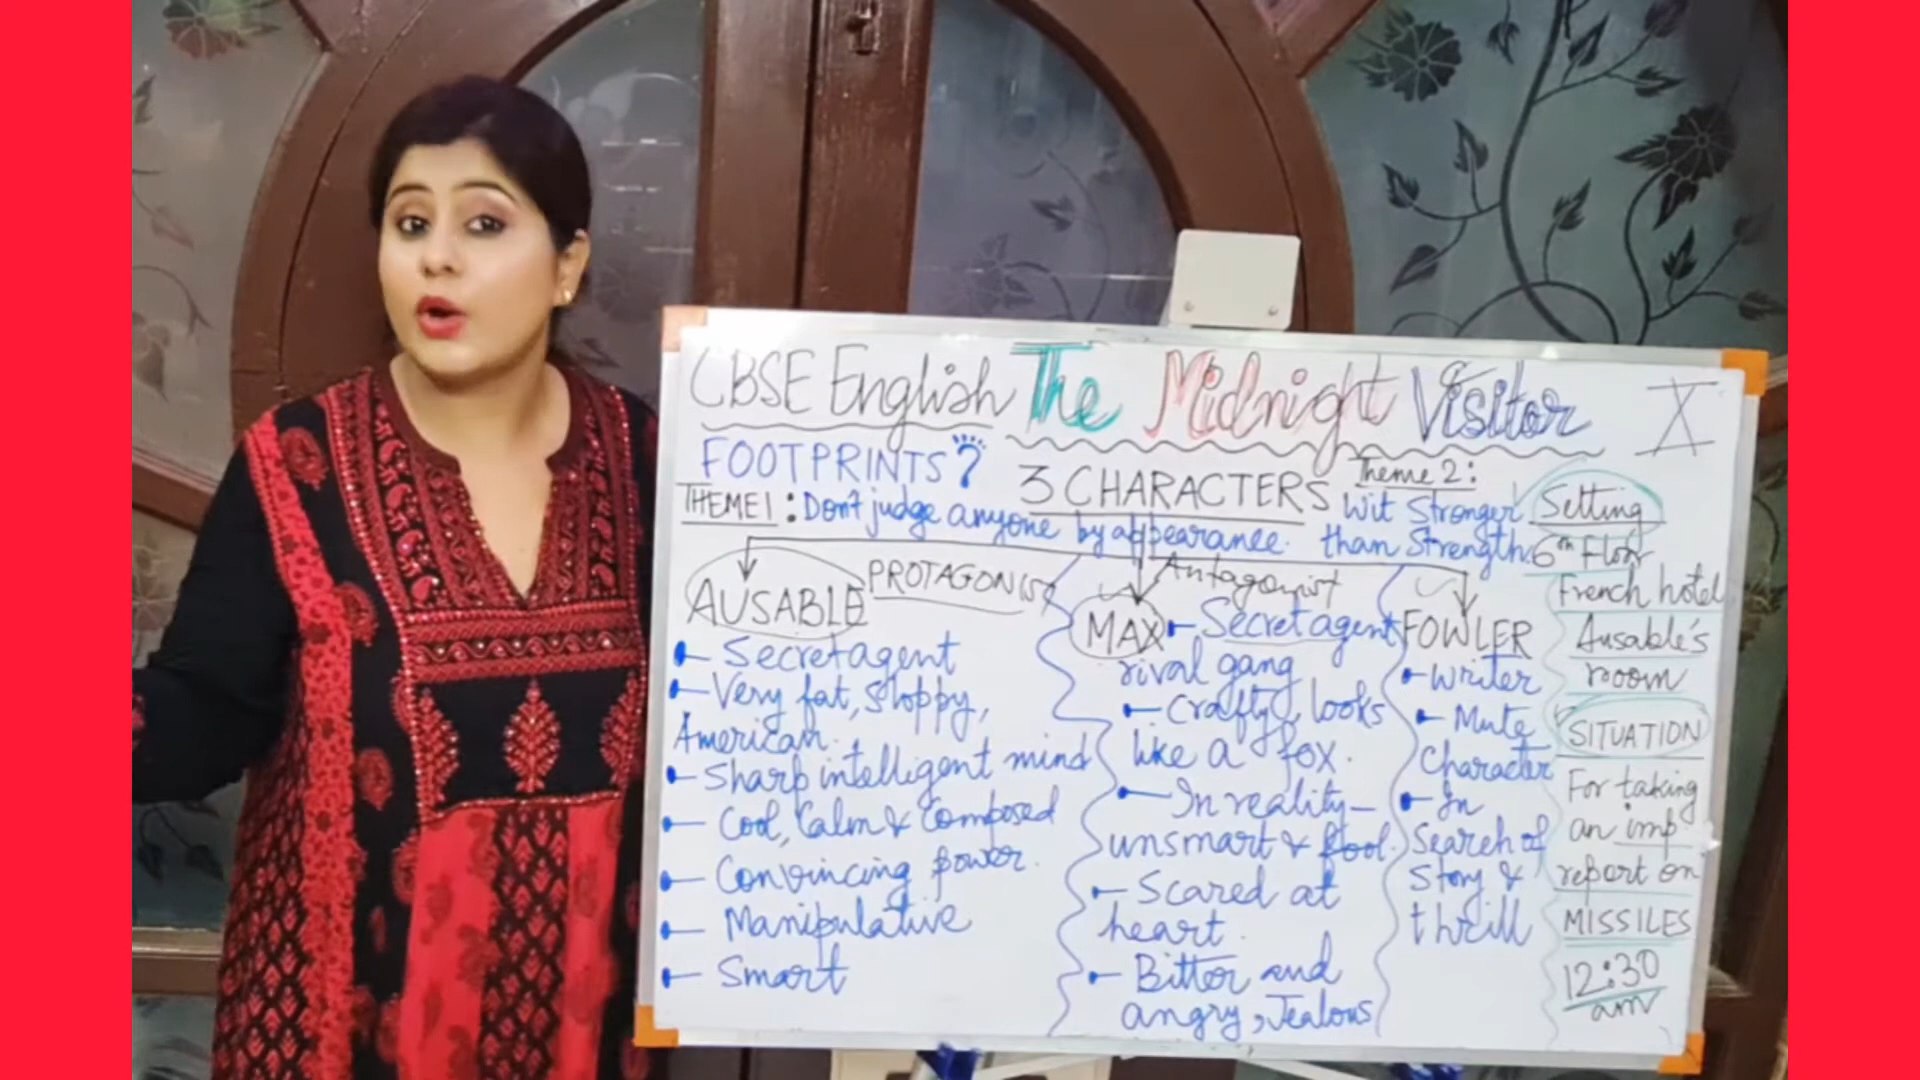 CBSE English The Midnight Visitor X
FOOTPRINTS
3 CHARACTERS
THEME 1: Don't judge anyone by appearance.
Theme 2:
Wit Stronger
than Strength.
AUSABLE PROTAGONIST
Secret agent
Very fat, Sloppy,
American.
Sharp intelligent mind
Cool, Calm & Composed
Convincing power.
Manipulative
Smart
Antagonist
MAX Secret agent
rival gang
Crafty, looks
like a fox.
In reality-
unsmart & fool.
Scared at
heart.
Bitter and
angry, Jealous
FOWLER
Writer
Mute
Character
In
Search of
Story &
thrill
Setting
6th Floor
French hotel
Ausable's
room
SITUATION
For taking
an imp.
report on
MISSILES
12:30
am